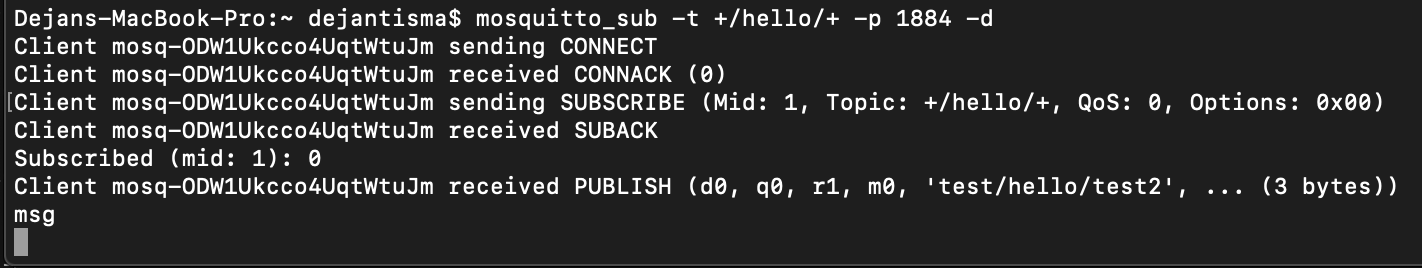 Dejans-MacBook-Pro:~ dejantisma$ mosquitto_sub -t +/hello/+ -p 1884 -d
Client mosq-ODW1Ukcco4UqtWtuJm sending CONNECT
Client mosq-ODW1Ukcco4UqtWtuJm received CONNACK (0)
[Client mosq-ODW1Ukcco4UqtWtuJm sending SUBSCRIBE (Mid: 1, Topic: +/hello/+, QoS: 0, Options: 0x00)
Client mosq-ODW1Ukcco4UqtWtuJm received SUBACK
Subscribed (mid: 1): 0
Client mosq-ODW1Ukcco4UqtWtuJm received PUBLISH (d0, q0, r1, m0, 'test/hello/test2', ... (3 bytes))
msg